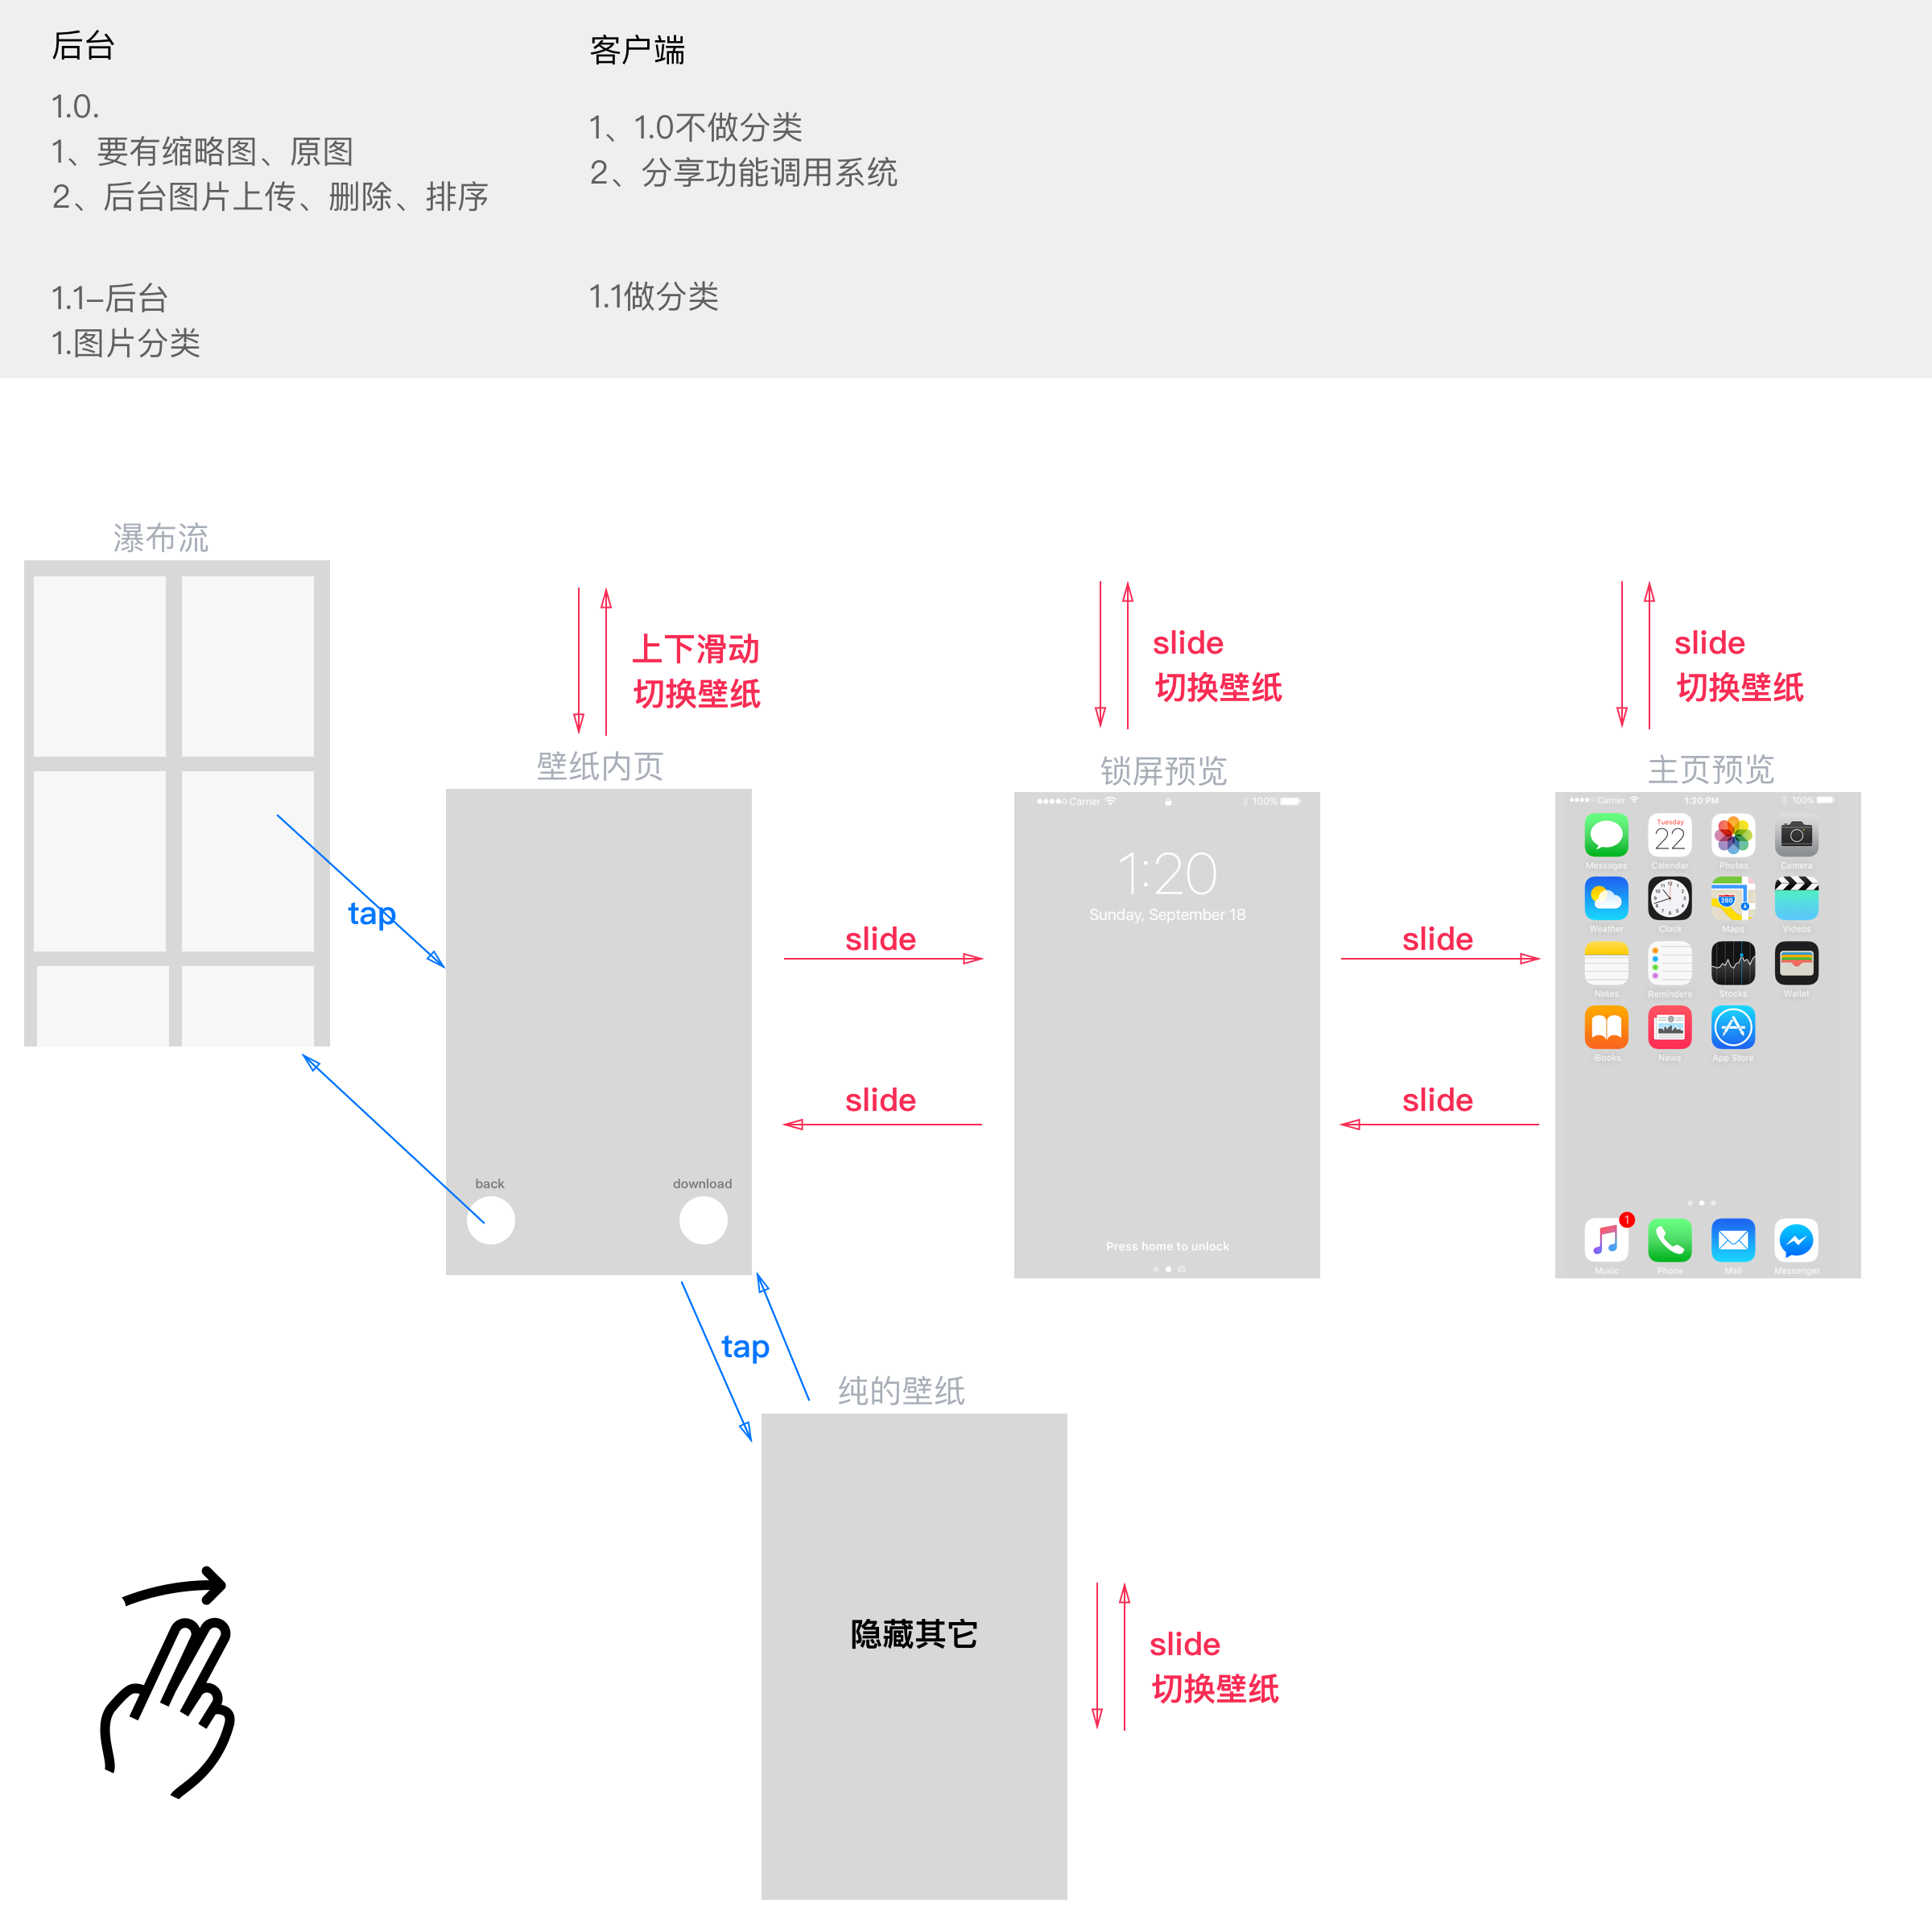 后台
1.0.
1、要有缩略图、原图
2、后台图片上传、删除、排序
1.1-后台
1.图片分类
客户端
1、1.0不做分类
2、分享功能调用系统
1.1做分类
瀑布流
tap
上下滑动
切换壁纸
壁纸内页
back
download
slide
slide
slide
切换壁纸
锁屏预览
Carrier
100%
1:20
Sunday, September 18
Press home to unlock
slide
slide
slide
切换壁纸
主页预览
Carrier
1:20 PM
100%
Tuesday
22
Messages
Calendar
Photos
Camera
280
Weather
Clock
Maps
Videos
Notes
Reminders
Stocks
Wallet
iBooks
News
App Store
1
Music
Phone
Mail
Messenger
tap
纯的壁纸
隐藏其它
slide
切换壁纸